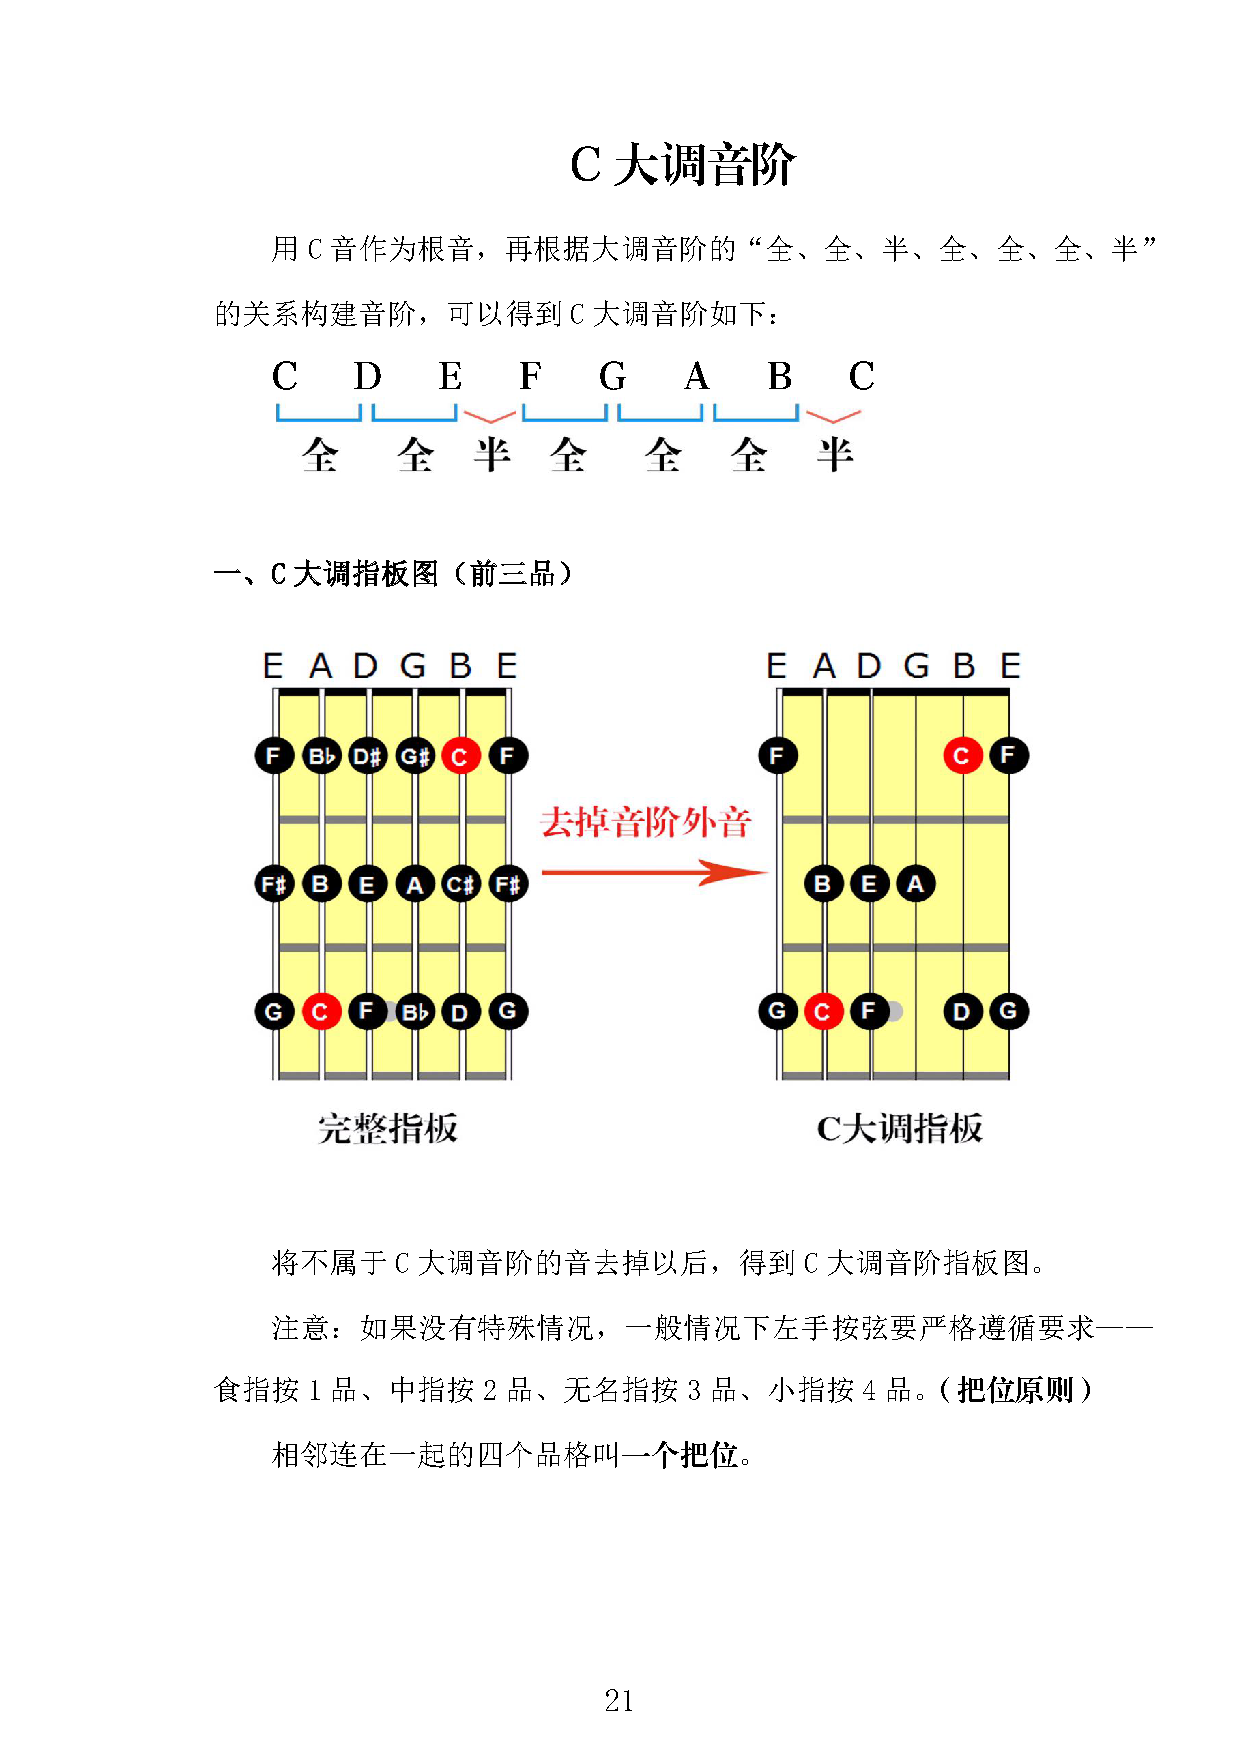 C 大调音阶
用 C 音作为根音，再根据大调音阶的“全、全、半、全、全、全、半”
的关系构建音阶，可以得到 C 大调音阶如下：
C D E F G A B C
全 全 半 全 全 全 半
一、C 大调指板图（前三品）
E A D G B E
E A D G B E
F B♭ D♯ G♯ C F
F C F
去掉音阶外音
F♯ B E A C♯ F♯
B E A
G C F B♭ D G
G C F D G
完整指板
C大调指板
将不属于 C 大调音阶的音去掉以后，得到 C 大调音阶指板图。
注意：如果没有特殊情况，一般情况下左手按弦要严格遵循要求——
食指按 1 品、中指按 2 品、无名指按 3 品、小指按 4 品。（把位原则）
相邻连在一起的四个品格叫一个把位。
21